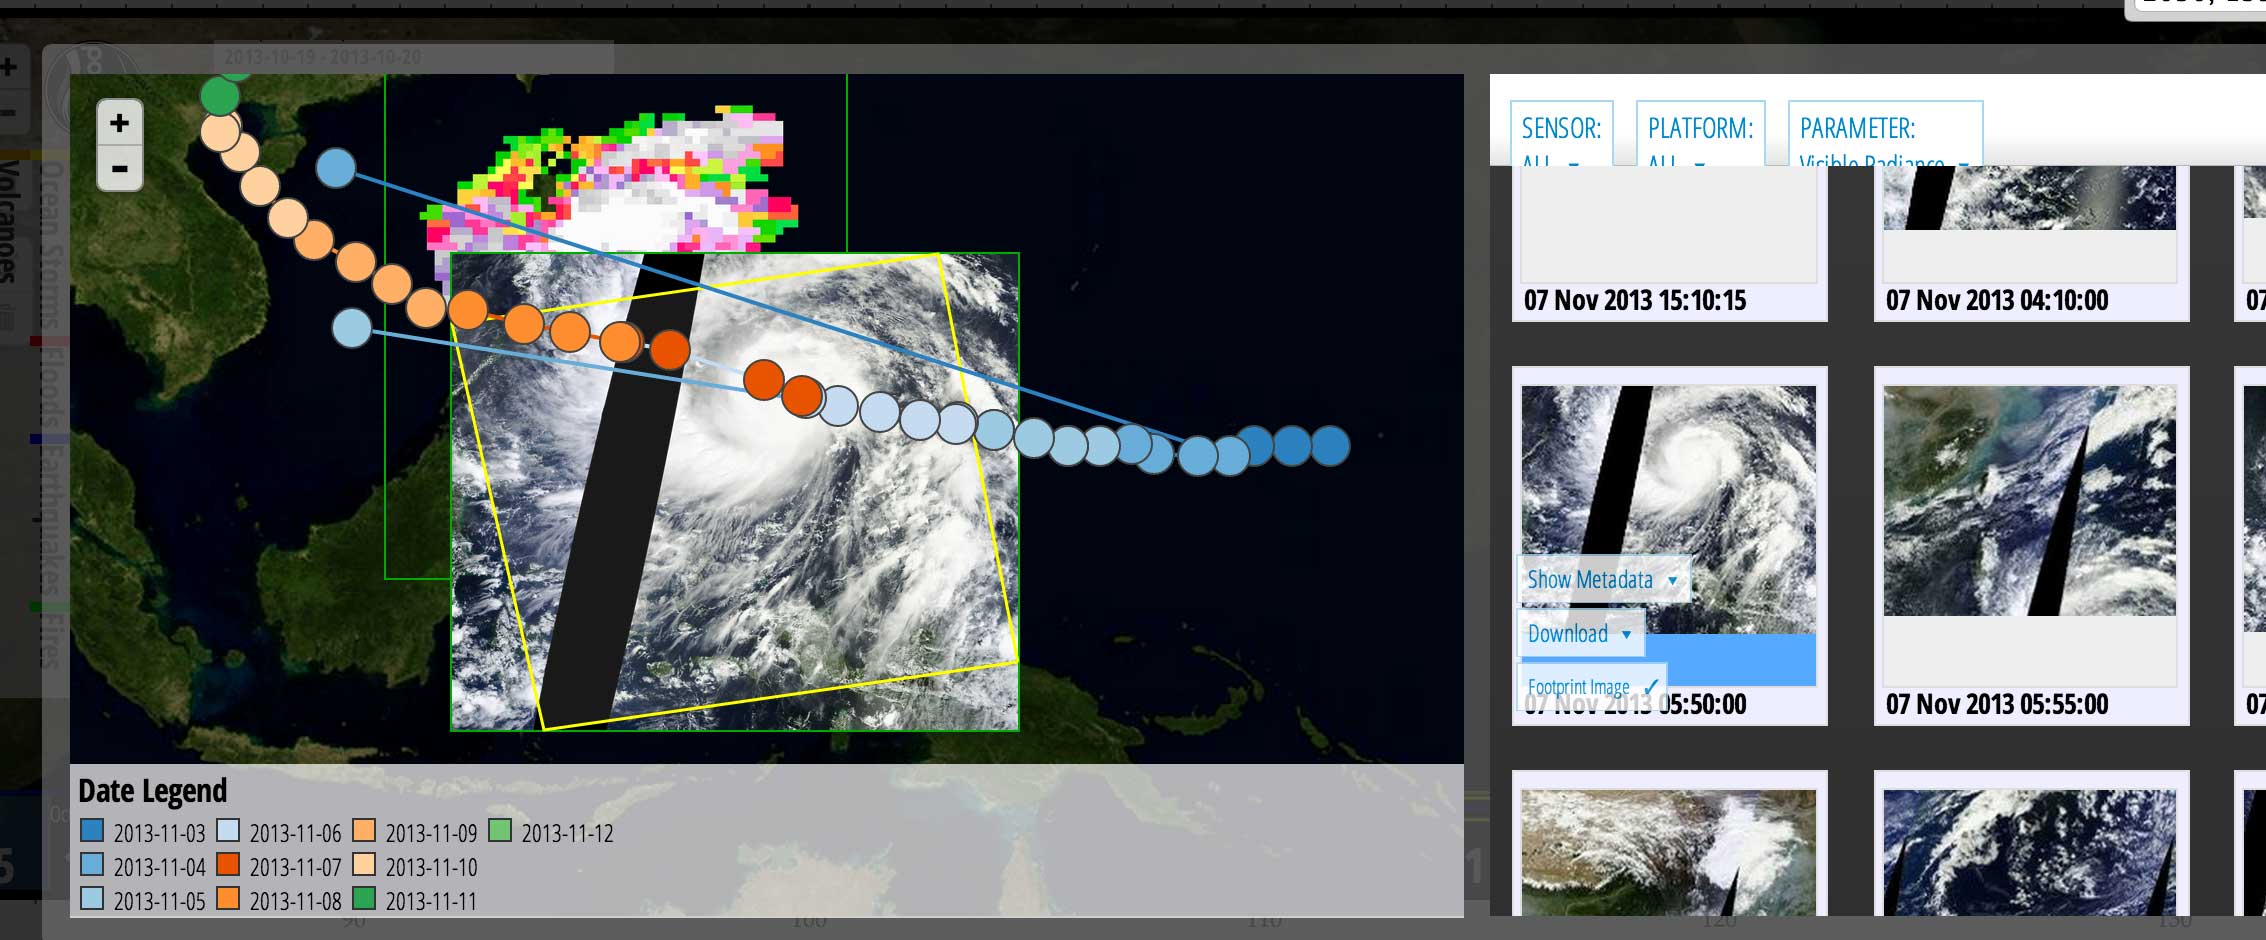 2013-10-19 - 2013-10-20
+
-
Volcanoes
Ocean Storms
Floods
Earthquakes
Fires
SENSOR:
ALL
PLATFORM:
ALL
PARAMETER:
Visible Radiance
07 Nov 2013 15:10:15
07 Nov 2013 04:10:00
07
Show Metadata
Download
Footprint Image ✓
07 Nov 2013 05:50:00
07 Nov 2013 05:55:00
07
Date Legend
2013-11-03 2013-11-06 2013-11-09 2013-11-12
2013-11-04 2013-11-07 2013-11-10
2013-11-05 2013-11-08 2013-11-11
90 100 110 120 130